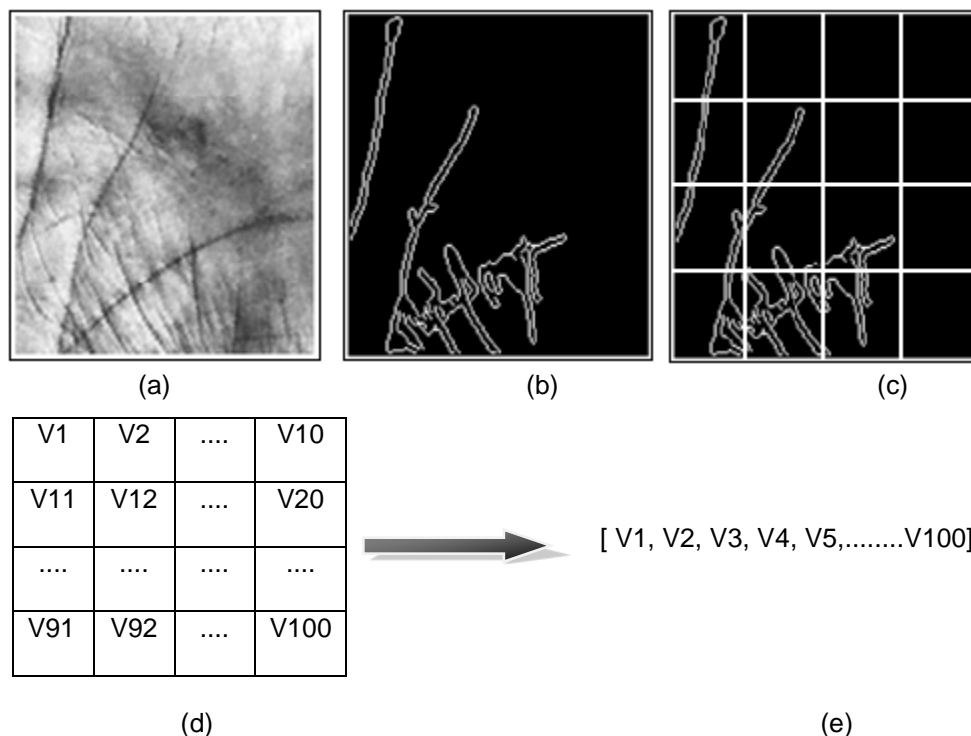 (a) (b) (c)
V1 V2 .... V10
V11 V12 .... V20
.... .... .... ....
V91 V92 .... V100
[ V1, V2, V3, V4, V5,........V100]
(d) (e)